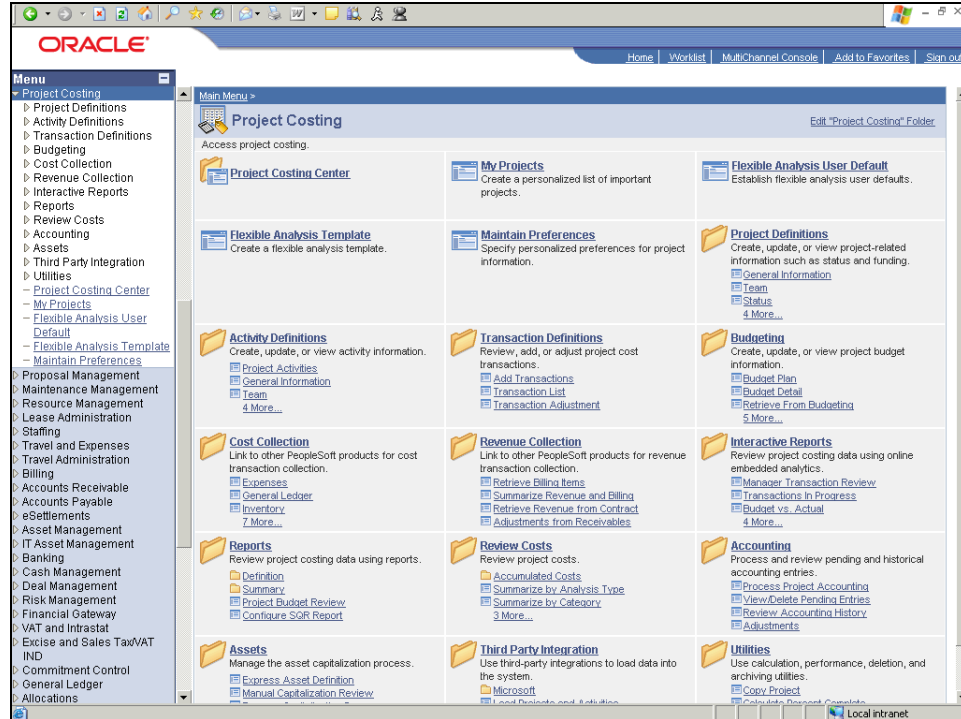 ORACLE'
Home Worklist MultiChannel Console Add to Favorites Sign out
Menu
Project Costing
Project Definitions
Activity Definitions
Transaction Definitions
Budgeting
Cost Collection
Revenue Collection
Interactive Reports
Reports
Review Costs
Accounting
Assets
Third Party Integration
Utilities
Project Costing Center
My Projects
Flexible Analysis User
Default
Flexible Analysis Template
Maintain Preferences
Proposal Management
Maintenance Management
Resource Management
Lease Administration
Staffing
Travel and Expenses
Travel Administration
Billing
Accounts Receivable
Accounts Payable
eSettlements
Asset Management
IT Asset Management
Banking
Cash Management
Deal Management
Risk Management
Financial Gateway
VAT and Intrastat
Excise and Sales Tax/VAT
IND
Commitment Control
General Ledger
Allocations
Main Menu >
Project Costing
Edit "Project Costing" Folder
Access project costing.
Project Costing Center
My Projects
Create a personalized list of important
projects.
Flexible Analysis User Default
Establish flexible analysis user defaults.
Flexible Analysis Template
Create a flexible analysis template.
Maintain Preferences
Specify personalized preferences for project
information.
Project Definitions
Create, update, or view project-related
information such as status and funding.
General Information
Team
Status
4 More...
Activity Definitions
Create, update, or view activity information.
Project Activities
General Information
Team
4 More...
Transaction Definitions
Review, add, or adjust project cost
transactions.
Add Transactions
Transaction List
Transaction Adjustment
Budgeting
Create, update, or view project budget
information.
Budget Plan
Budget Detail
Retrieve From Budgeting
5 More...
Cost Collection
Link to other PeopleSoft products for cost
transaction collection.
Expenses
General Ledger
Inventory
7 More...
Revenue Collection
Link to other PeopleSoft products for revenue
transaction collection.
Retrieve Billing Items
Summarize Revenue and Billing
Retrieve Revenue from Contract
Adjustments from Receivables
Interactive Reports
Review project costing data using online
embedded analytics.
Manager Transaction Review
Transactions In Progress
Budget vs. Actual
4 More...
Reports
Review project costing data using reports.
Definition
Summary
Project Budget Review
Configure SQR Report
Review Costs
Review project costs.
Accumulated Costs
Summarize by Analysis Type
Summarize by Category
3 More...
Accounting
Process and review pending and historical
accounting entries.
Process Project Accounting
View/Delete Pending Entries
Review Accounting History
Adjustments
Assets
Manage the asset capitalization process.
Express Asset Definition
Manual Capitalization Review
Third Party Integration
Use third-party integrations to load data into
the system.
Microsoft
Load Projects and Activities
Utilities
Use calculation, performance, deletion, and
archiving utilities.
Copy Project
Calculate Percent Complete
Local intranet